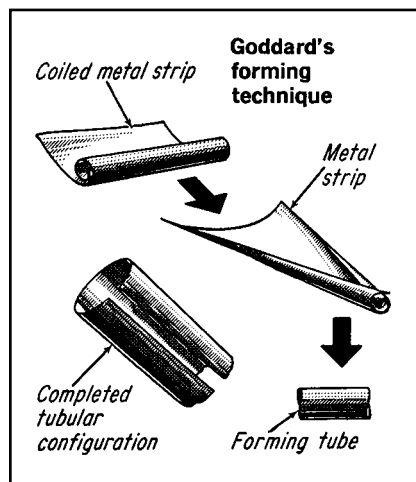 Goddard's
forming
technique
Coiled metal strip
Metal
strip
Completed
tubular
configuration
Forming tube